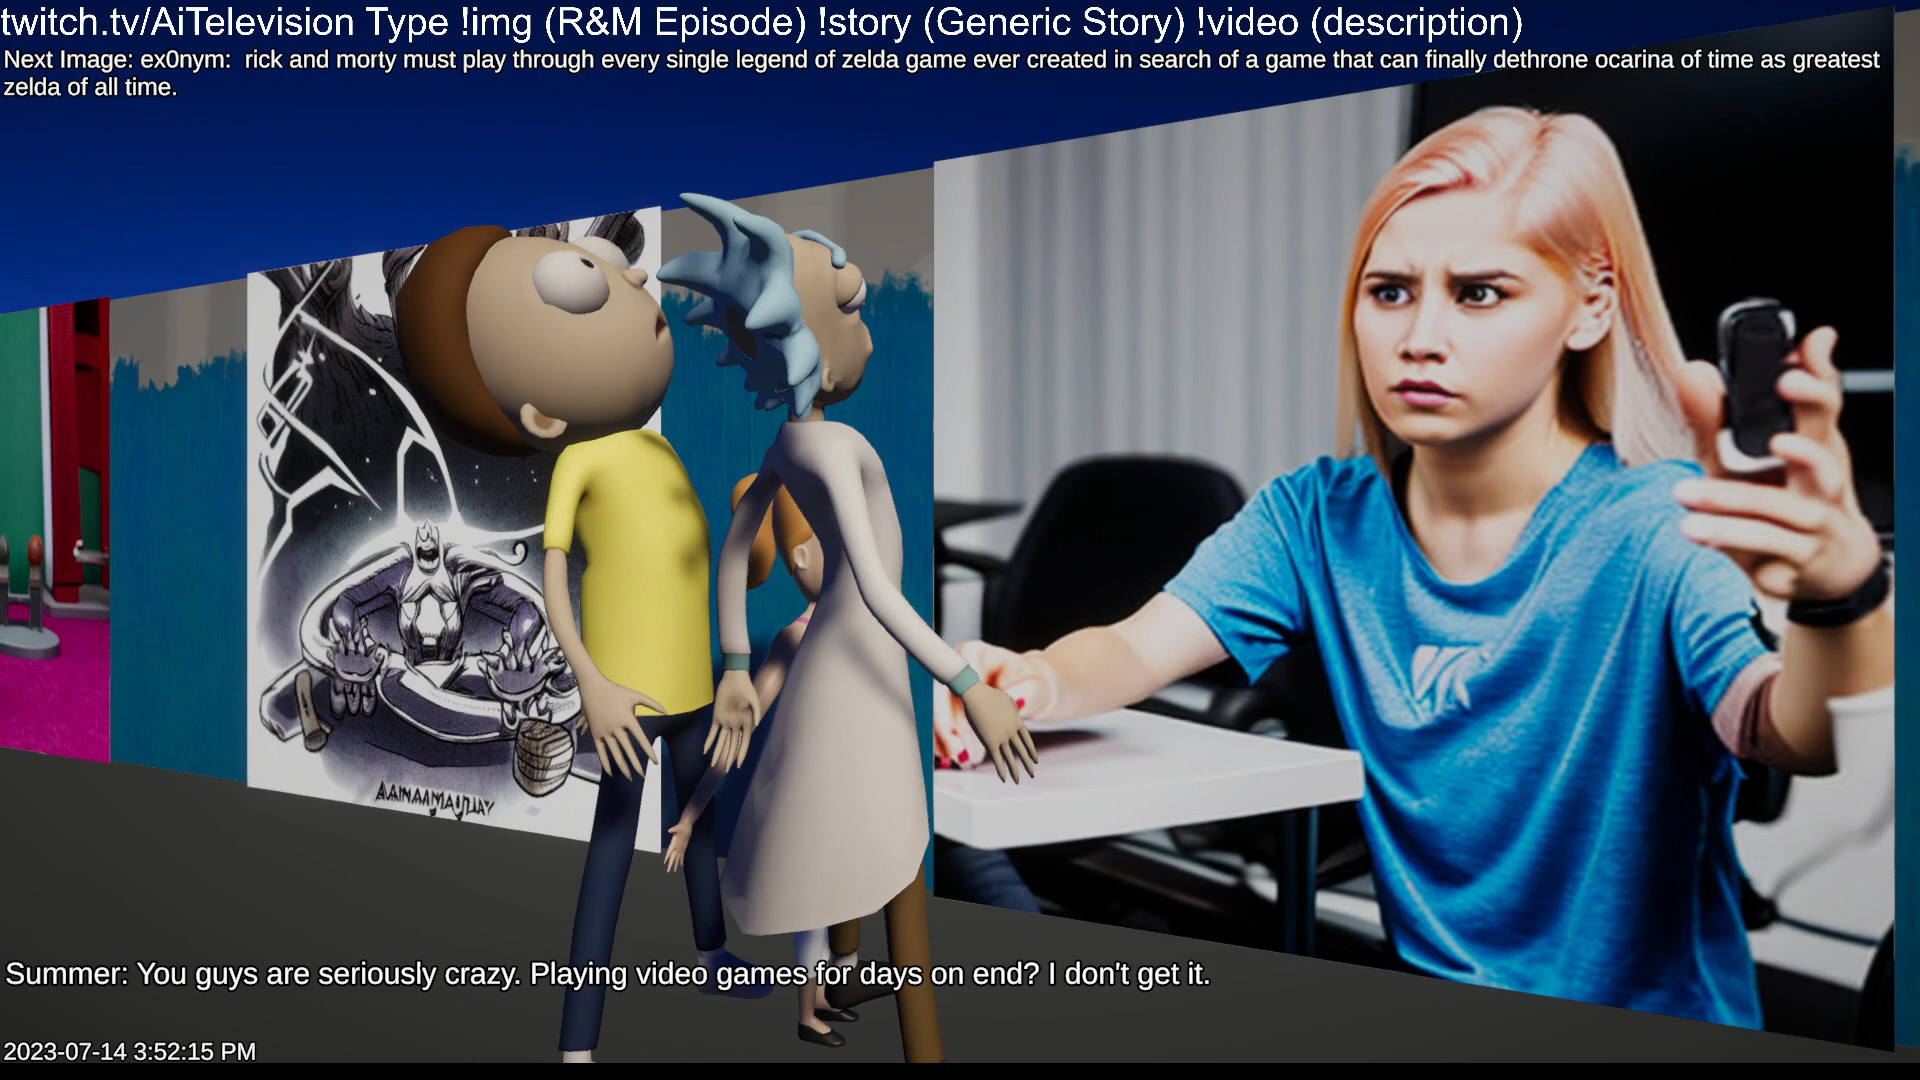 twitch.tv/AiTelevision Type !img (R&M Episode) !story (Generic Story) !video (description)
Next Image: ex0nym:  rick and morty must play through every single legend of zelda game ever created in search of a game that can finally dethrone ocarina of time as greatest
zelda of all time.
Summer: You guys are seriously crazy. Playing video games for days on end? I don't get it.
2023-07-14 3:52:15 PM